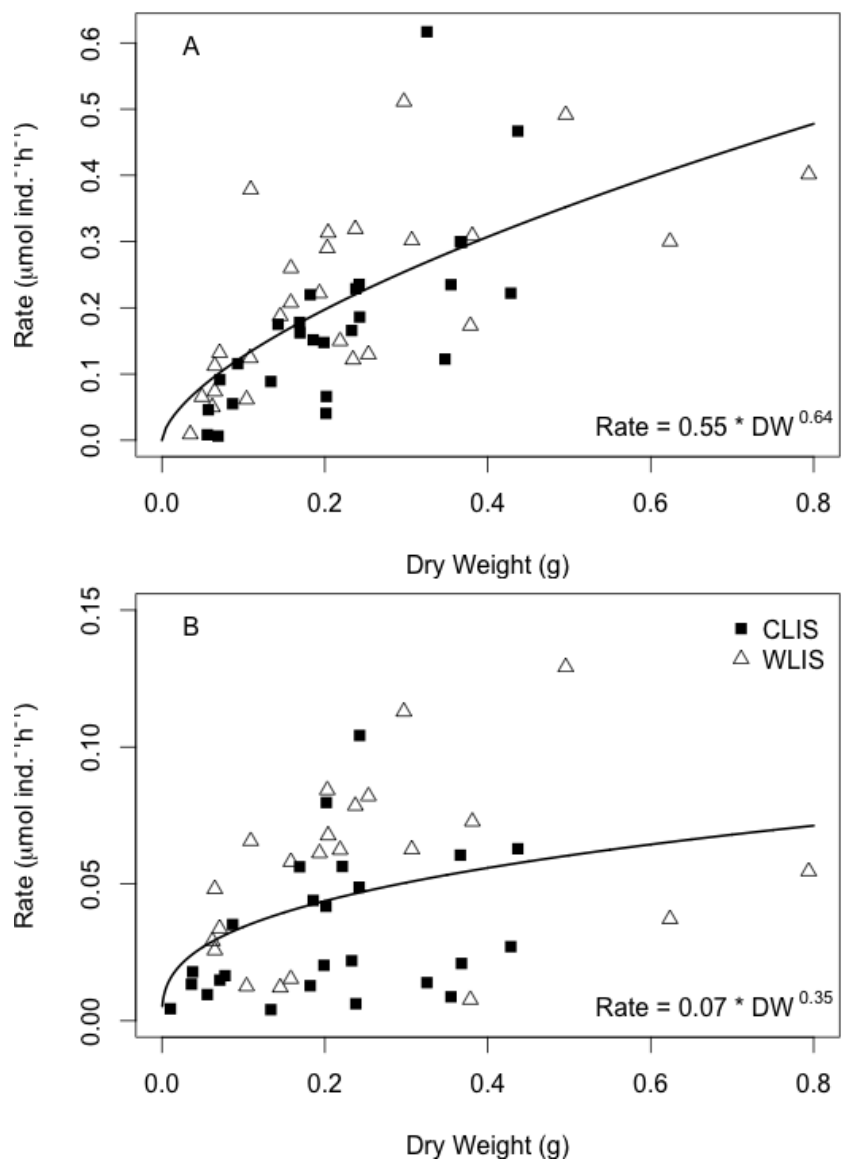 A
0.6
0.5
0.4
0.3
0.2
0.1
0.0
Rate (μmol ind.⁻¹h⁻¹)
Rate = 0.55 * DW^0.64
0.0 0.2 0.4 0.6 0.8
Dry Weight (g)
B
CLIS
WLIS
0.15
0.10
0.05
0.00
Rate (μmol ind.⁻¹h⁻¹)
Rate = 0.07 * DW^0.35
0.0 0.2 0.4 0.6 0.8
Dry Weight (g)